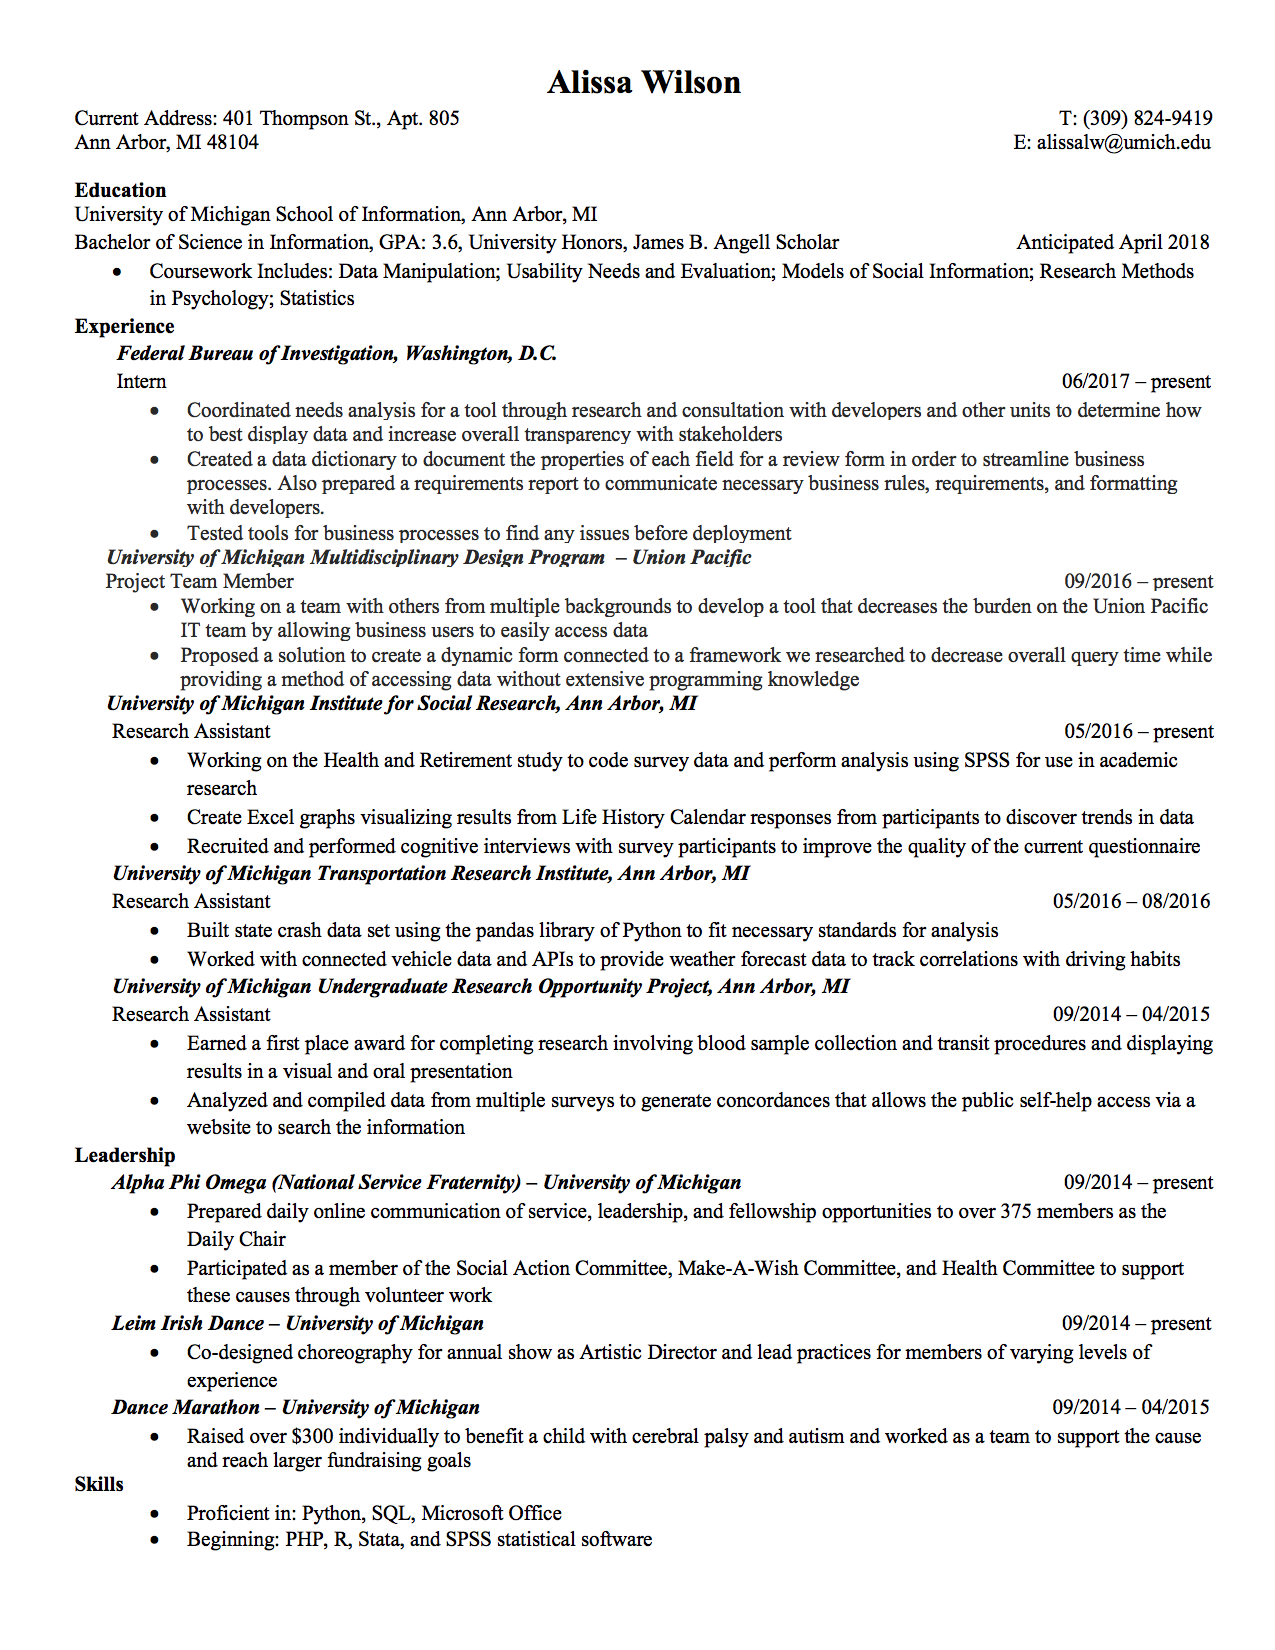 Alissa Wilson
Current Address: 401 Thompson St., Apt. 805 T: (309) 824-9419
Ann Arbor, MI 48104 E: alissalw@umich.edu
Education
University of Michigan School of Information, Ann Arbor, MI
Bachelor of Science in Information, GPA: 3.6, University Honors, James B. Angell Scholar Anticipated April 2018
• Coursework Includes: Data Manipulation; Usability Needs and Evaluation; Models of Social Information; Research Methods
in Psychology; Statistics
Experience
Federal Bureau of Investigation, Washington, D.C.
Intern 06/2017 – present
• Coordinated needs analysis for a tool through research and consultation with developers and other units to determine how
to best display data and increase overall transparency with stakeholders
• Created a data dictionary to document the properties of each field for a review form in order to streamline business
processes. Also prepared a requirements report to communicate necessary business rules, requirements, and formatting
with developers.
• Tested tools for business processes to find any issues before deployment
University of Michigan Multidisciplinary Design Program – Union Pacific
Project Team Member 09/2016 – present
• Working on a team with others from multiple backgrounds to develop a tool that decreases the burden on the Union Pacific
IT team by allowing business users to easily access data
• Proposed a solution to create a dynamic form connected to a framework we researched to decrease overall query time while
providing a method of accessing data without extensive programming knowledge
University of Michigan Institute for Social Research, Ann Arbor, MI
Research Assistant 05/2016 – present
• Working on the Health and Retirement study to code survey data and perform analysis using SPSS for use in academic
research
• Create Excel graphs visualizing results from Life History Calendar responses from participants to discover trends in data
• Recruited and performed cognitive interviews with survey participants to improve the quality of the current questionnaire
University of Michigan Transportation Research Institute, Ann Arbor, MI
Research Assistant 05/2016 – 08/2016
• Built state crash data set using the pandas library of Python to fit necessary standards for analysis
• Worked with connected vehicle data and APIs to provide weather forecast data to track correlations with driving habits
University of Michigan Undergraduate Research Opportunity Project, Ann Arbor, MI
Research Assistant 09/2014 – 04/2015
• Earned a first place award for completing research involving blood sample collection and transit procedures and displaying
results in a visual and oral presentation
• Analyzed and compiled data from multiple surveys to generate concordances that allows the public self-help access via a
website to search the information
Leadership
Alpha Phi Omega (National Service Fraternity) – University of Michigan 09/2014 – present
• Prepared daily online communication of service, leadership, and fellowship opportunities to over 375 members as the
Daily Chair
• Participated as a member of the Social Action Committee, Make-A-Wish Committee, and Health Committee to support
these causes through volunteer work
Leim Irish Dance – University of Michigan 09/2014 – present
• Co-designed choreography for annual show as Artistic Director and lead practices for members of varying levels of
experience
Dance Marathon – University of Michigan 09/2014 – 04/2015
• Raised over $300 individually to benefit a child with cerebral palsy and autism and worked as a team to support the cause
and reach larger fundraising goals
Skills
• Proficient in: Python, SQL, Microsoft Office
• Beginning: PHP, R, Stata, and SPSS statistical software